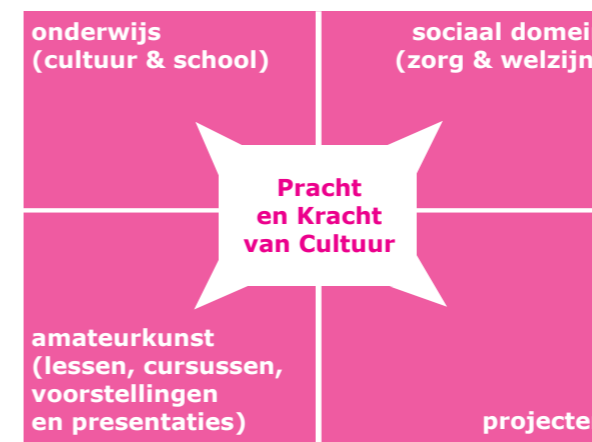 onderwijs
(cultuur & school)
sociaal domei
(zorg & welzijn
Pracht
en Kracht
van Cultuur
amateurkunst
(lessen, cursussen,
voorstellingen
en presentaties)
projecte